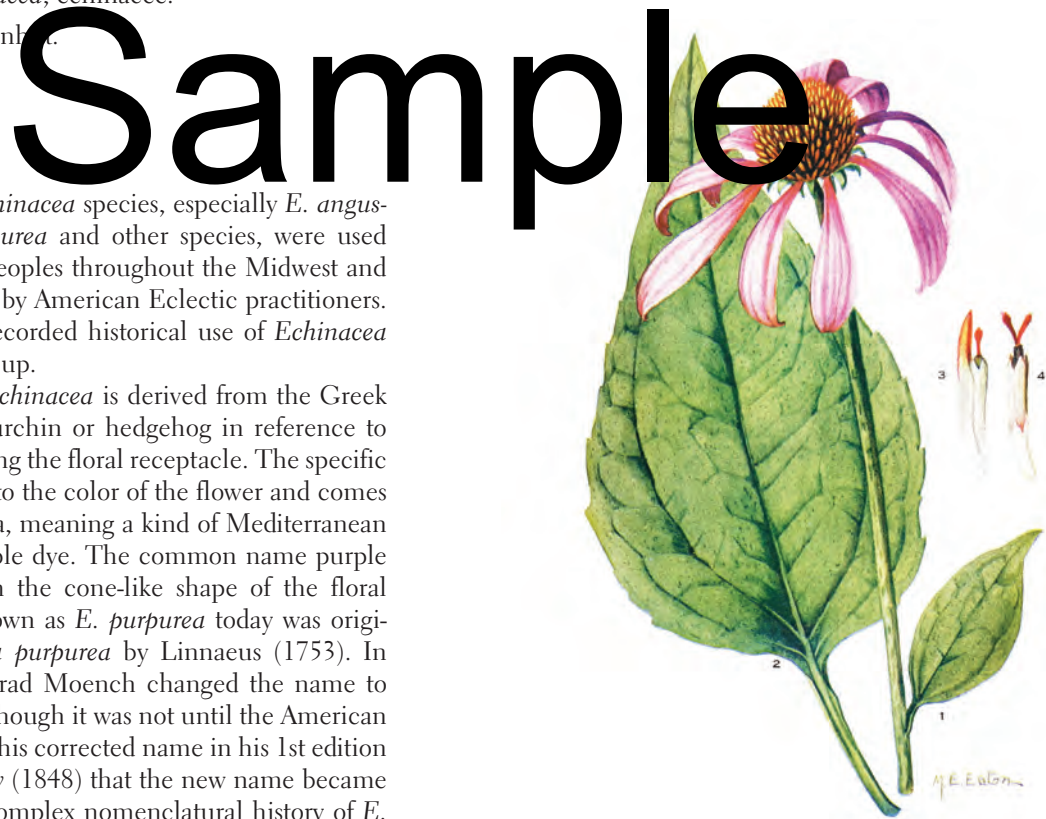 Sample
hinacea species, especially E. angus-
urea and other species, were used
eoples throughout the Midwest and
by American Eclectic practitioners.
ecorded historical use of Echinacea
up.
chinacea is derived from the Greek
urchin or hedgehog in reference to
ng the floral receptacle. The specific
to the color of the flower and comes
a, meaning a kind of Mediterranean
ple dye. The common name purple
n the cone-like shape of the floral
own as E. purpurea today was origi-
a purpurea by Linnaeus (1753). In
rad Moench changed the name to
hough it was not until the American
his corrected name in his 1st edition
y (1848) that the new name became
omplex nomenclatural history of E.
3
4
2
1
M.E.Eaton